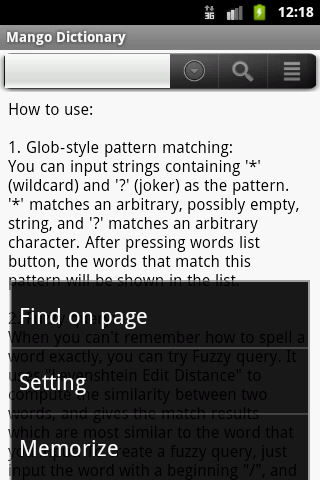 3G
12:18
Mango Dictionary
How to use:
1. Glob-style pattern matching:
You can input strings containing '*'
(wildcard) and '?' (joker) as the pattern.
'*' matches an arbitrary, possibly empty,
string, and '?' matches an arbitrary
character. After pressing words list
button, the words that match this
pattern will be shown in the list.
Find on page
When you can't remember how to spell a
word exactly, you can try Fuzzy query. It
Setting
uses "Levenshtein Edit Distance" to
compute the similarity between two
words, and gives the match results
which are most similar to the word that
Memorize
create a fuzzy query, just
input the word with a beginning "/", and